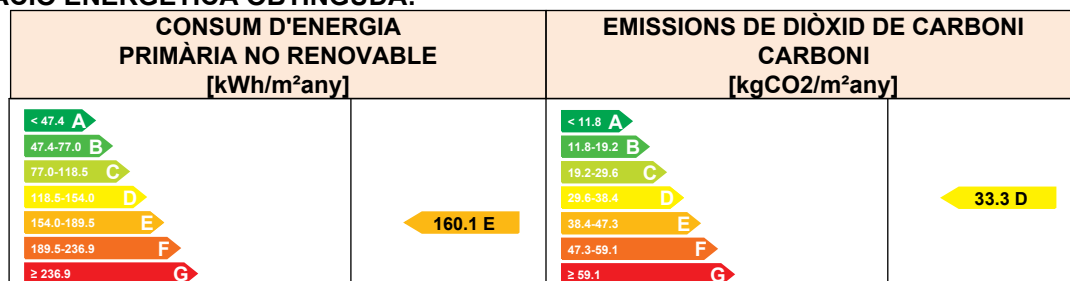 CONSUM D'ENERGIA
PRIMÀRIA NO RENOVABLE
[kWh/m²any]
EMISSIONS DE DIÒXID DE CARBONI
CARBONI
[kgCO2/m²any]
< 47.4 A
47.4-77.0 B
77.0-118.5 C
118.5-154.0 D
154.0-189.5 E
189.5-236.9 F
≥ 236.9 G
160.1 E
< 11.8 A
11.8-19.2 B
19.2-29.6 C
29.6-38.4 D
38.4-47.3 E
47.3-59.1 F
≥ 59.1 G
33.3 D